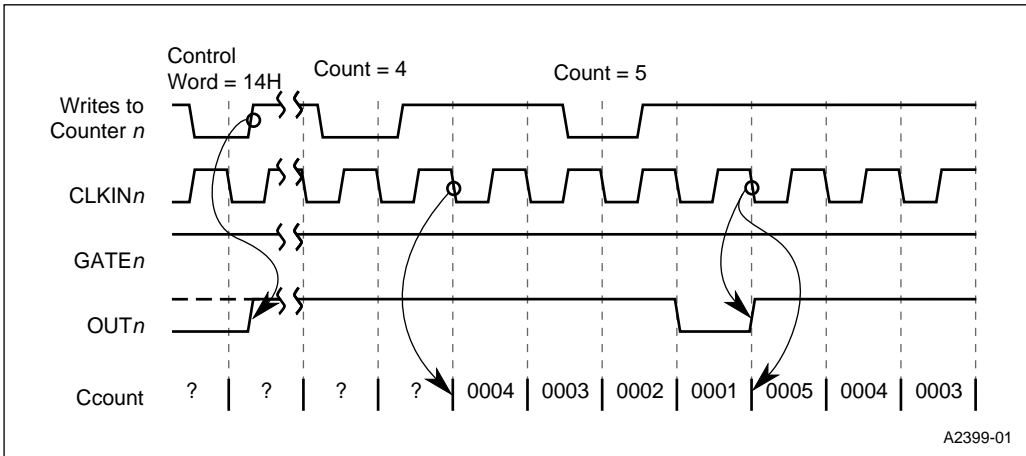 Control
Word = 14H
Count = 4
Count = 5
Writes to
Counter n
CLKINn
GATEn
OUTn
Ccount
? ? ? ? 0004 0003 0002 0001 0005 0004 0003
A2399-01